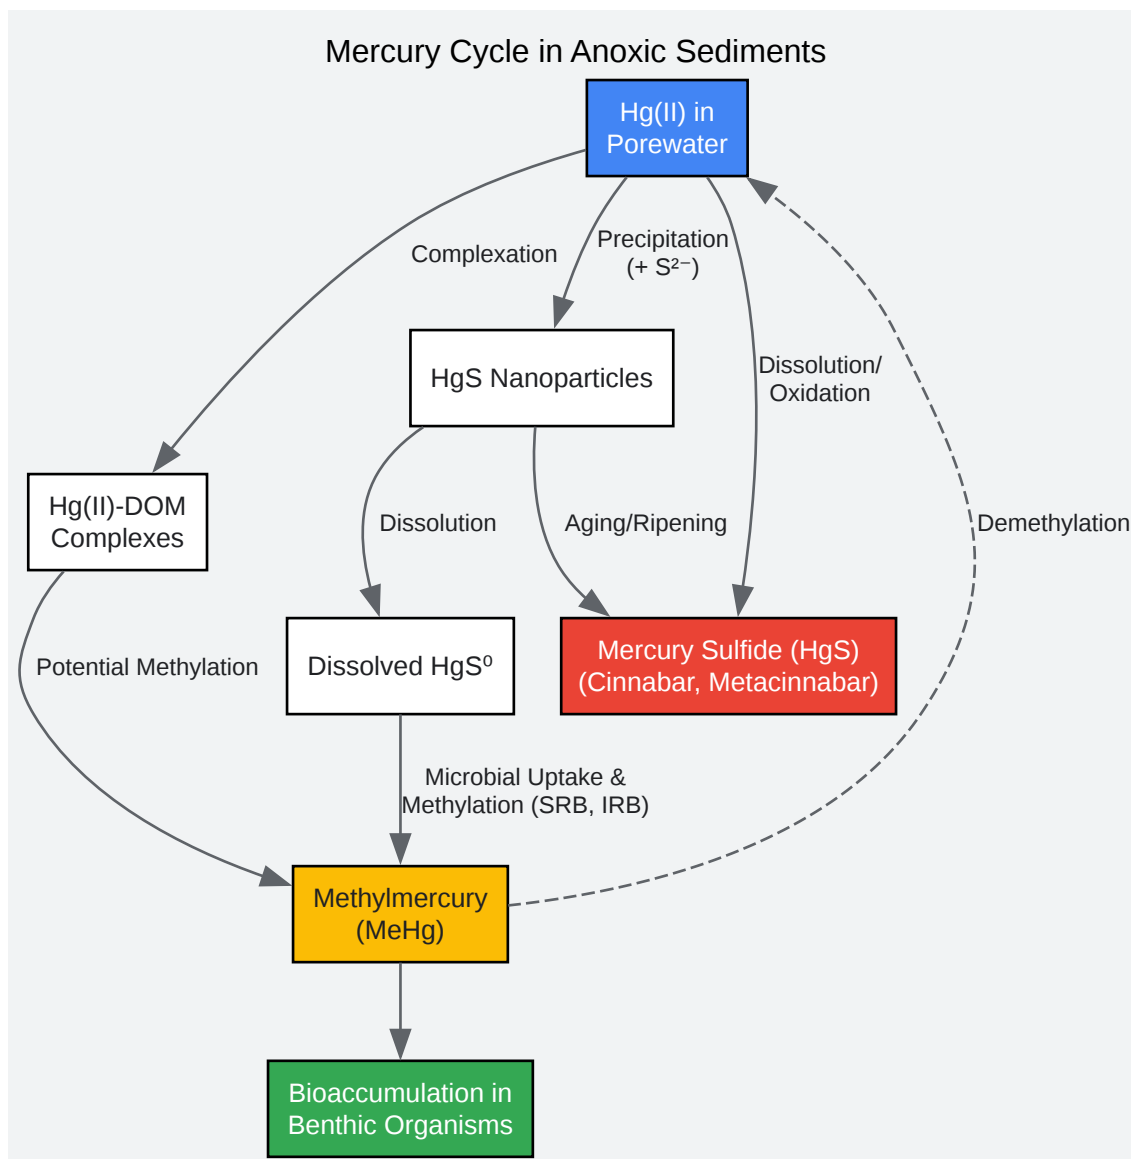 Mercury Cycle in Anoxic Sediments
Hg(II) in
Porewater
Complexation
Precipitation
(+ S²⁻)
HgS Nanoparticles
Dissolution/
Oxidation
Hg(II)-DOM
Complexes
Dissolution
Aging/Ripening
Demethylation
Potential Methylation
Dissolved HgS⁰
Mercury Sulfide (HgS)
(Cinnabar, Metacinnabar)
Microbial Uptake &
Methylation (SRB, IRB)
Methylmercury
(MeHg)
Bioaccumulation in
Benthic Organisms